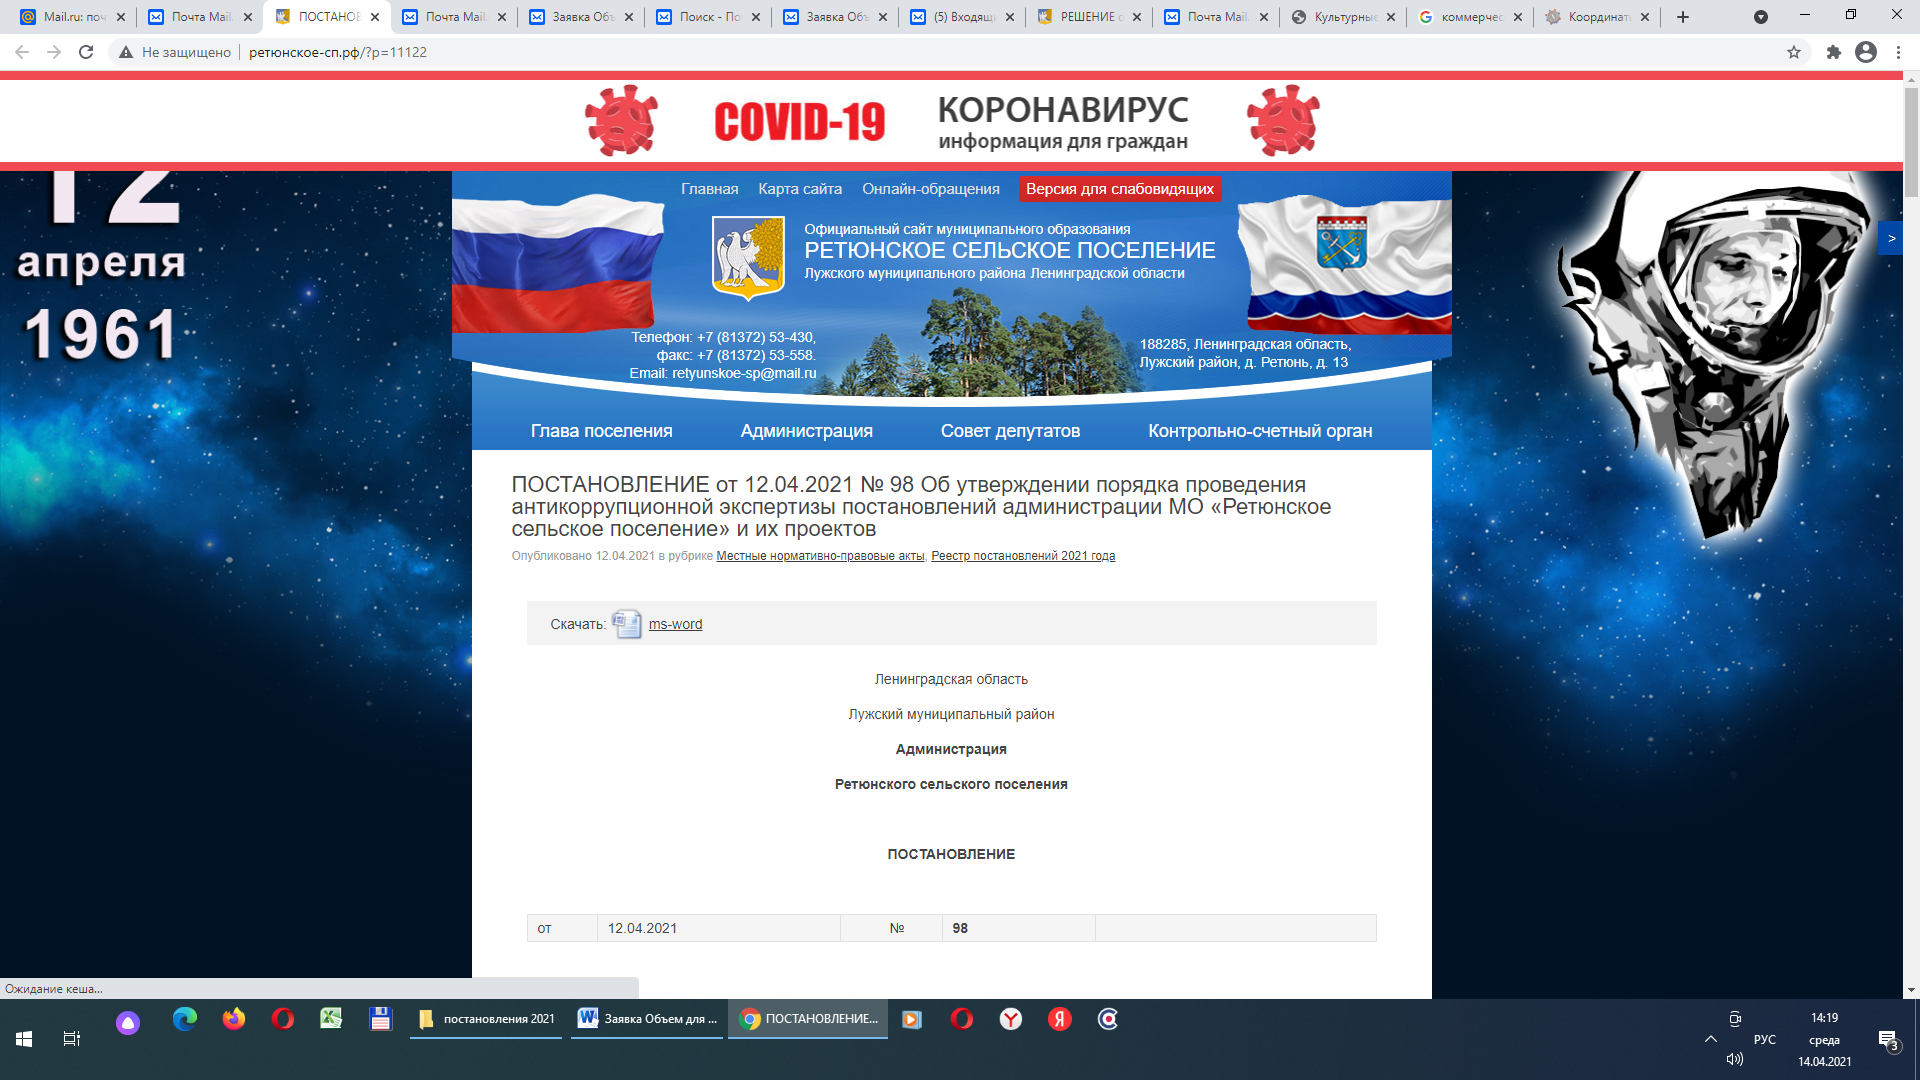 Mail.ru: поч
Почта Mail.
ПОСТАНОВ
Почта Mail.
Заявка Объ
Поиск - По
Заявка Объ
(5) Входящи
РЕШЕНИЕ о
Почта Mail.
Культурные
коммерчес
Координат
Не защищено
ретюнское-сп.рф/?p=11122
COVID-19
КОРОНАВИРУС
информация для граждан
12
апреля
1961
Главная
Карта сайта
Онлайн-обращения
Версия для слабовидящих
Официальный сайт муниципального образования
РЕТЮНСКОЕ СЕЛЬСКОЕ ПОСЕЛЕНИЕ
Лужского муниципального района Ленинградской области
>
Телефон: +7 (81372) 53-430,
факс: +7 (81372) 53-558.
Email: retyunskoe-sp@mail.ru
188285, Ленинградская область,
Лужский район, д. Ретюнь, д. 13
Глава поселения
Администрация
Совет депутатов
Контрольно-счетный орган
ПОСТАНОВЛЕНИЕ от 12.04.2021 № 98 Об утверждении порядка проведения
антикоррупционной экспертизы постановлений администрации МО «Ретюнское
сельское поселение» и их проектов
Опубликовано 12.04.2021 в рубрике Местные нормативно-правовые акты, Реестр постановлений 2021 года
Скачать: ms-word
Ленинградская область
Лужский муниципальный район
Администрация
Ретюнского сельского поселения
ПОСТАНОВЛЕНИЕ
от 12.04.2021 № 98
Ожидание кеша...
постановления 2021
Заявка Объем для ...
ПОСТАНОВЛЕНИЕ...
РУС
14:19
среда
14.04.2021
3